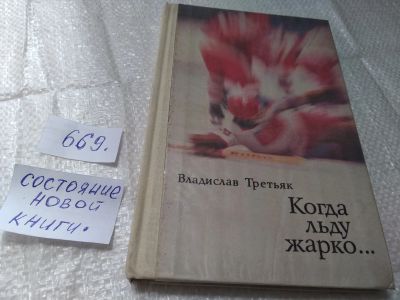 669.
СОСТОЯНИЕ
НОВОЙ
КНИГИ.
Владислав Третьяк
Когда
льду
жарко...